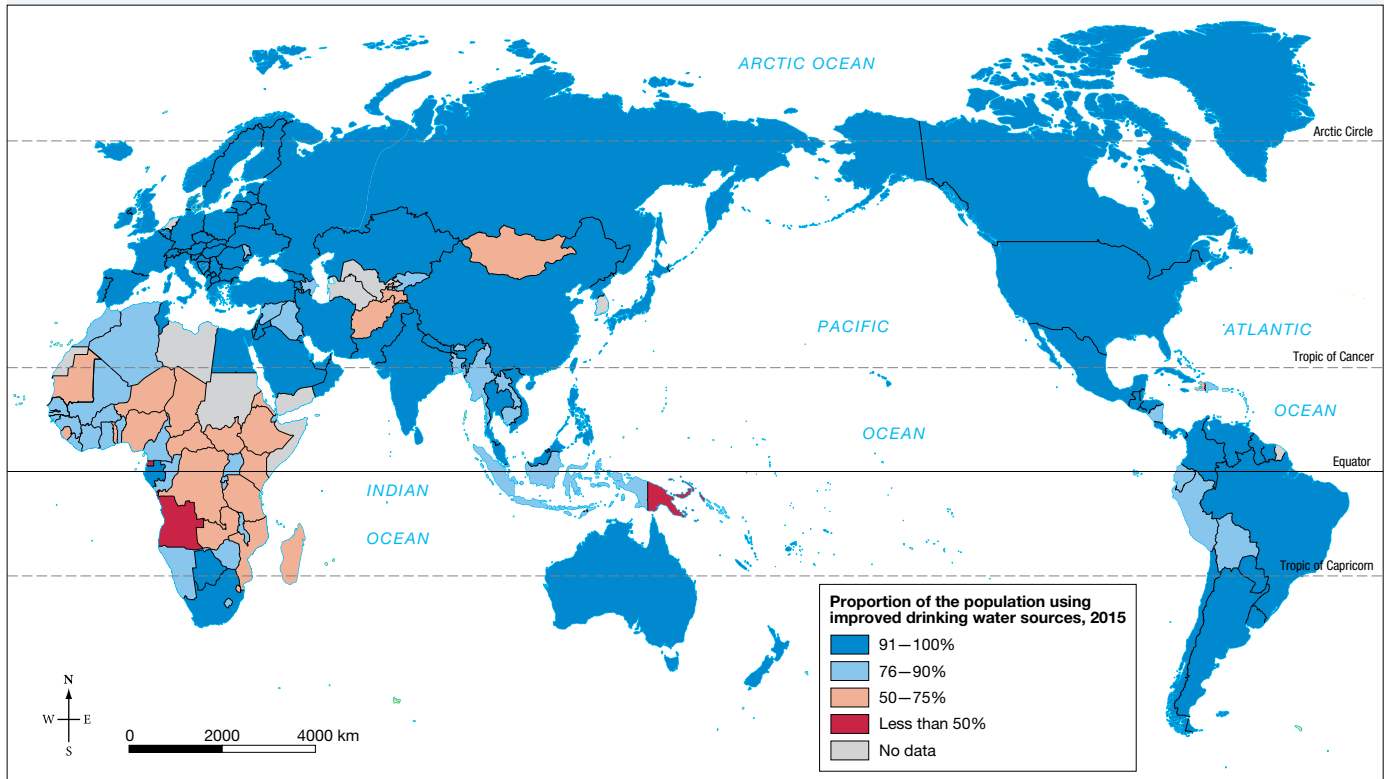 ARCTIC OCEAN
Arctic Circle
PACIFIC
ATLANTIC
Tropic of Cancer
OCEAN
OCEAN
Equator
INDIAN
OCEAN
Tropic of Capricorn
Proportion of the population using
improved drinking water sources, 2015
91—100%
76—90%
50—75%
Less than 50%
No data
N
W E
S
0 2000 4000 km